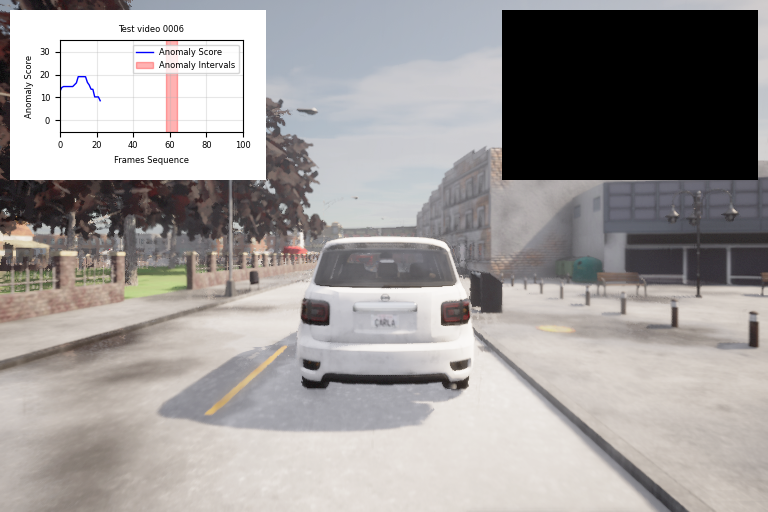 Test video 0006
Anomaly Score
30
20
10
0
Anomaly Score
Anomaly Intervals
0 20 40 60 80 100
Frames Sequence
CARLA